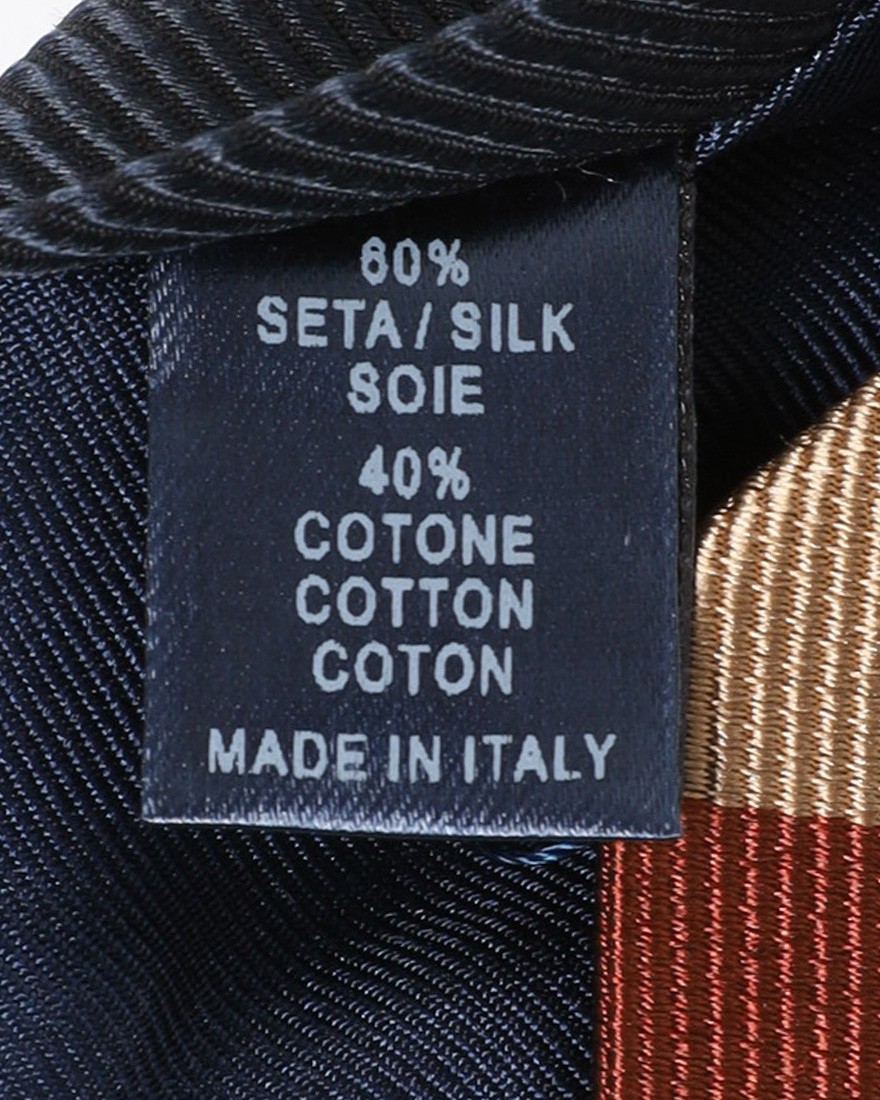 60%
SETA / SILK
SOIE
40%
COTONE
COTTON
COTON
MADE IN ITALY